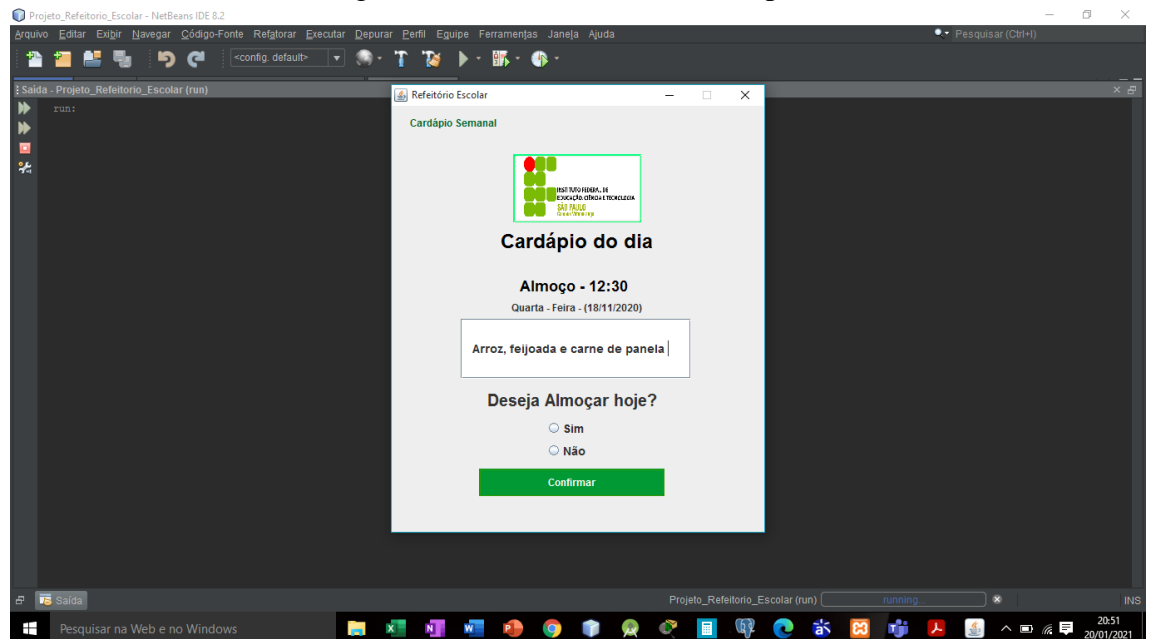 Projeto_Refeitorio_Escolar - NetBeans IDE 8.2
Arquivo Editar Exibir Navegar Código-Fonte Refatorar Executar Depurar Perfil Equipe Ferramentas Janela Ajuda
Pesquisar (Ctrl+I)
<config. default>
Saída - Projeto_Refeitorio_Escolar (run)
run:
Refeitório Escolar
Cardápio Semanal
INSTITUTO FEDERAL DE
EDUCAÇÃO, CIÊNCIA E TECNOLOGIA
SÃO PAULO
Cardápio do dia
Almoço - 12:30
Quarta - Feira - (18/11/2020)
Arroz, feijoada e carne de panela
Deseja Almoçar hoje?
Sim
Não
Confirmar
Saída
Projeto_Refeitorio_Escolar (run)
running...
INS
Pesquisar na Web e no Windows
20:51
20/01/2021